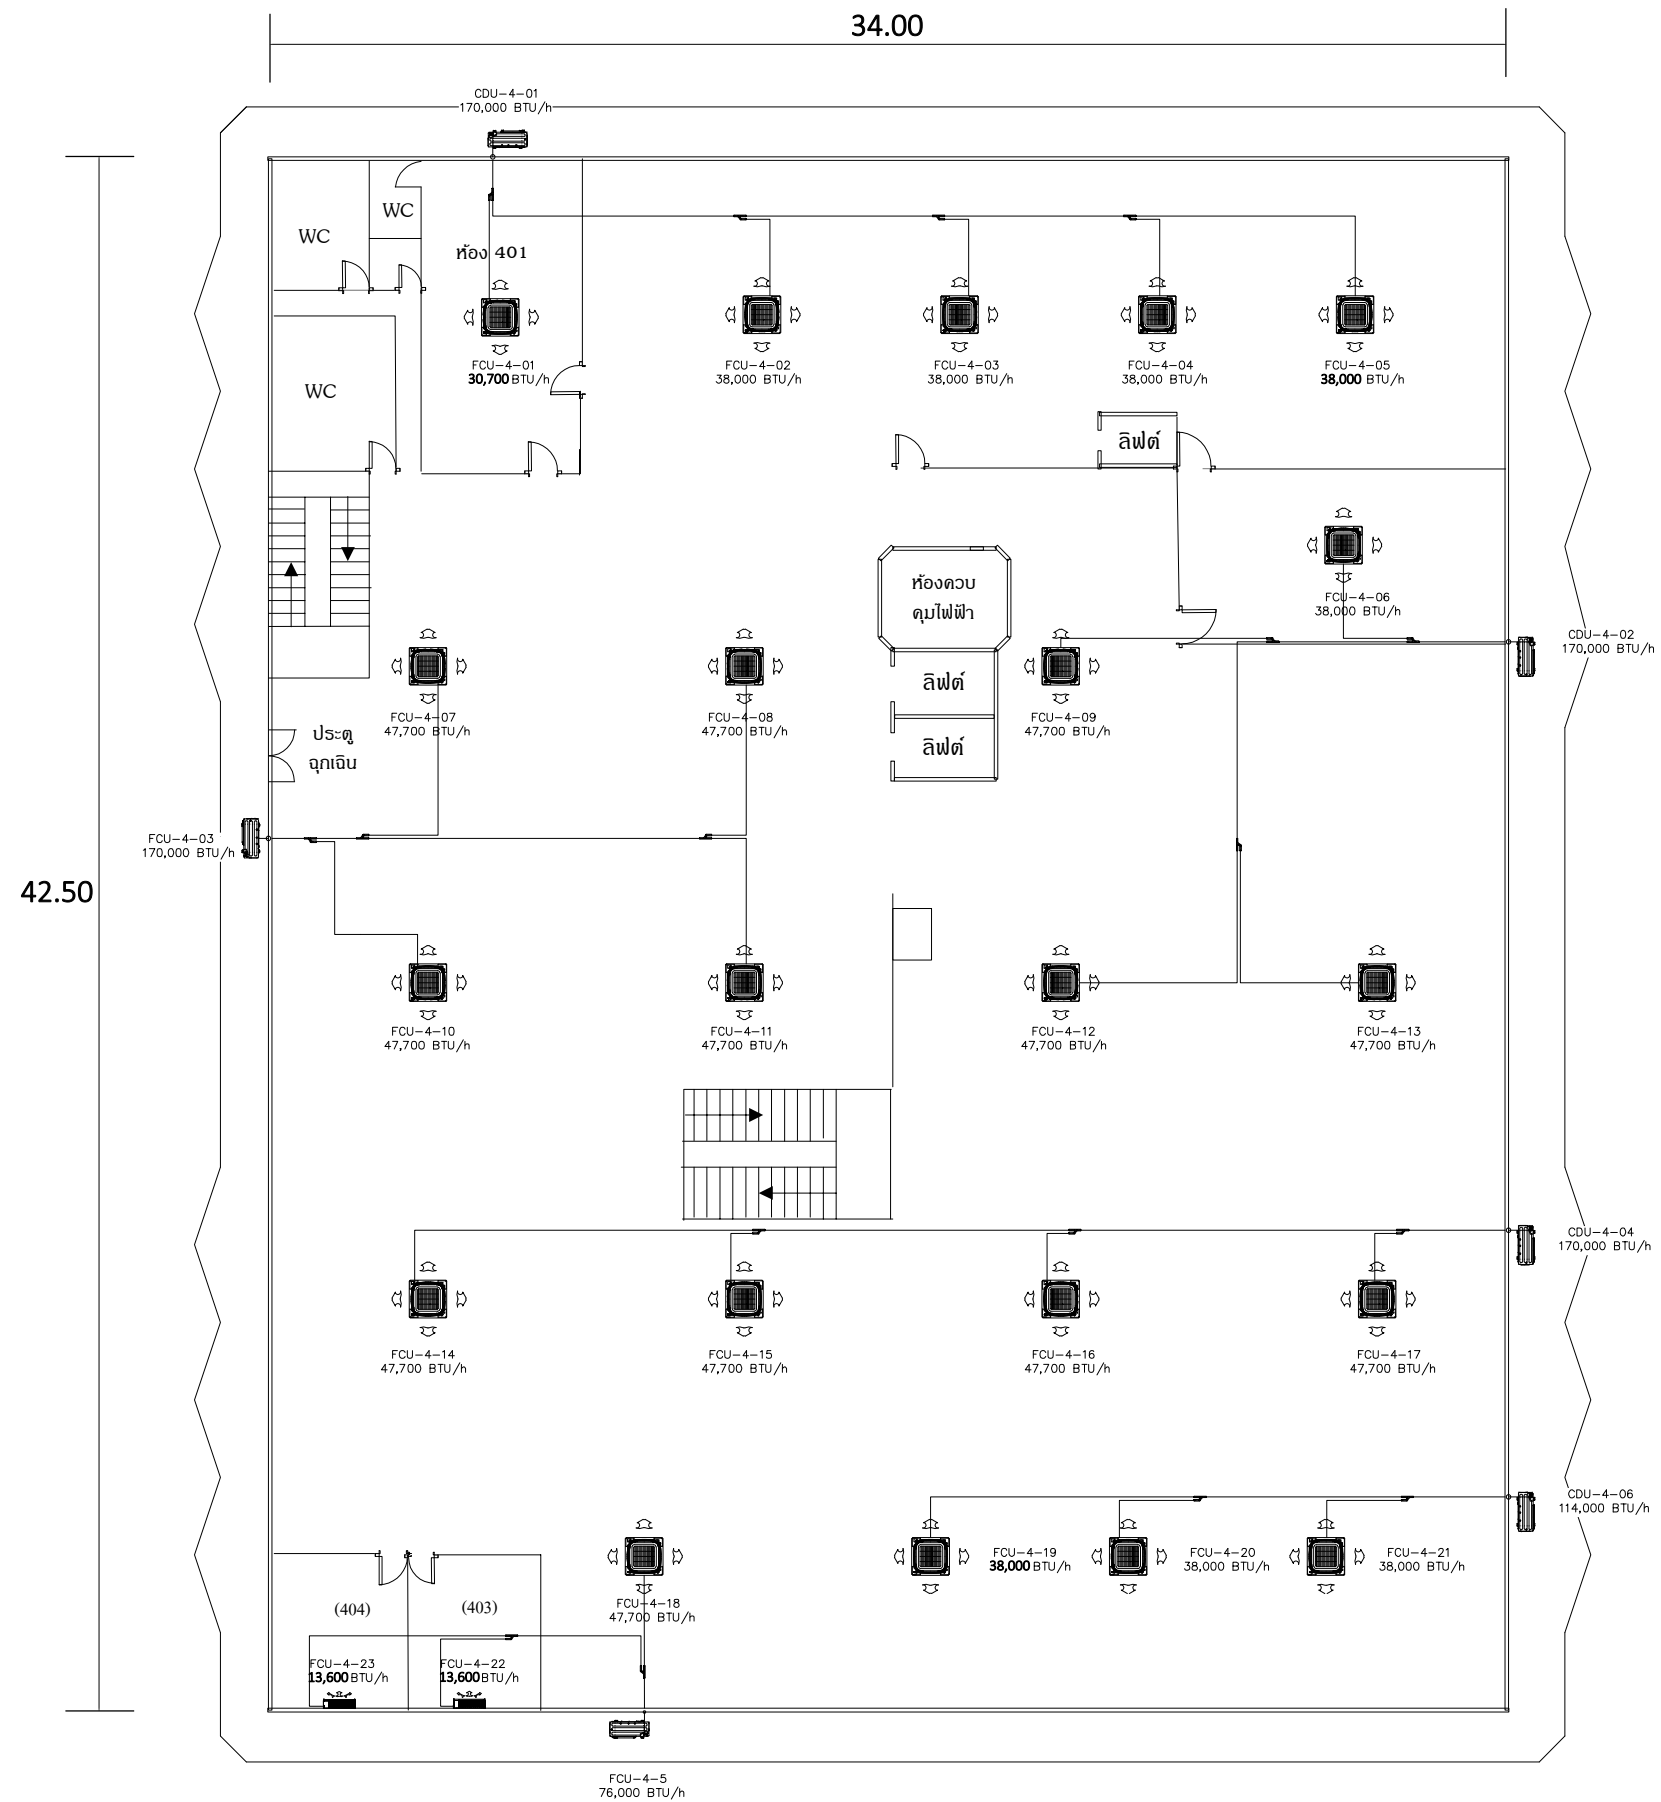 34.00
CDU-4-01
170,000 BTU/h
WC
WC
ห้อง 401
FCU-4-01
30,700 BTU/h
FCU-4-02
38,000 BTU/h
FCU-4-03
38,000 BTU/h
FCU-4-04
38,000 BTU/h
FCU-4-05
38,000 BTU/h
WC
ลิฟต์
ห้องควบ
คุมไฟฟ้า
FCU-4-06
38,000 BTU/h
CDU-4-02
170,000 BTU/h
ลิฟต์
ลิฟต์
FCU-4-07
47,700 BTU/h
FCU-4-08
47,700 BTU/h
FCU-4-09
47,700 BTU/h
ประตู
ฉุกเฉิน
FCU-4-03
170,000 BTU/h
42.50
FCU-4-10
47,700 BTU/h
FCU-4-11
47,700 BTU/h
FCU-4-12
47,700 BTU/h
FCU-4-13
47,700 BTU/h
CDU-4-04
170,000 BTU/h
FCU-4-14
47,700 BTU/h
FCU-4-15
47,700 BTU/h
FCU-4-16
47,700 BTU/h
FCU-4-17
47,700 BTU/h
CDU-4-06
114,000 BTU/h
FCU-4-19
38,000 BTU/h
FCU-4-20
38,000 BTU/h
FCU-4-21
38,000 BTU/h
FCU-4-18
47,700 BTU/h
(404)
(403)
FCU-4-23
13,600 BTU/h
FCU-4-22
13,600 BTU/h
FCU-4-5
76,000 BTU/h